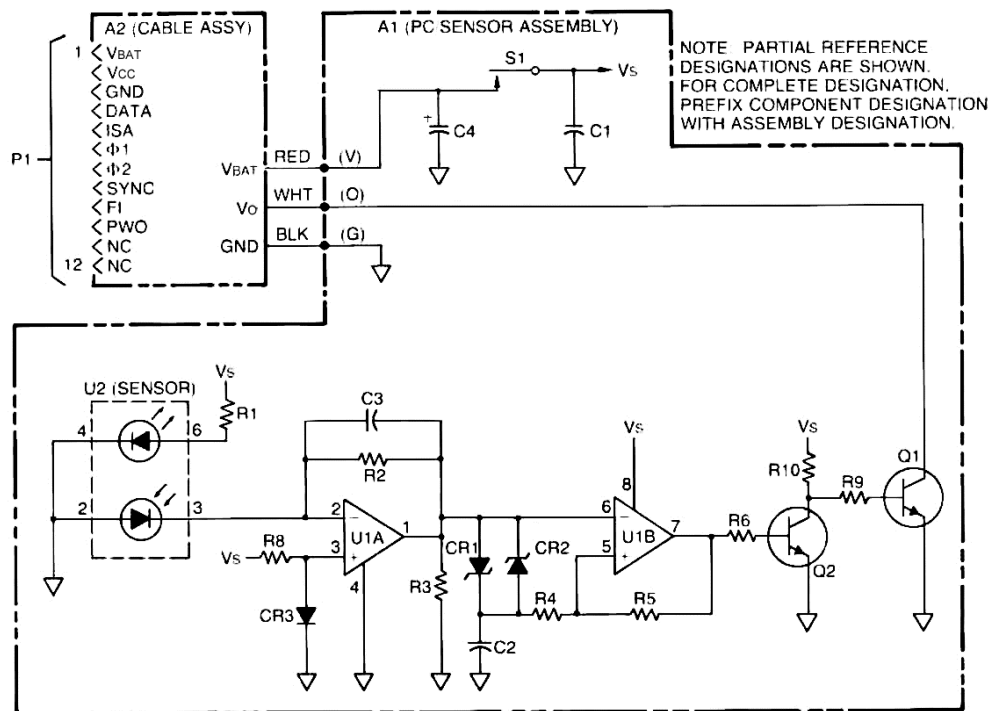 A2 (CABLE ASSY)
A1 (PC SENSOR ASSEMBLY)
NOTE: PARTIAL REFERENCE
DESIGNATIONS ARE SHOWN.
FOR COMPLETE DESIGNATION,
PREFIX COMPONENT DESIGNATION
WITH ASSEMBLY DESIGNATION.
P1
1 VBAT
VCC
GND
DATA
ISA
Φ1
Φ2
SYNC
FI
PWO
NC
12 NC
VBAT RED (V)
VO WHT (O)
GND BLK (G)
S1
VS
+
C4
C1
U2 (SENSOR)
VS
R1
4
6
2
3
C3
R2
2
−
U1A
1
VS
R8
3
+
4
CR3
R3
CR1
CR2
C2
R4
R5
VS
8
6
−
U1B
7
5
+
R6
VS
R10
Q2
R9
Q1